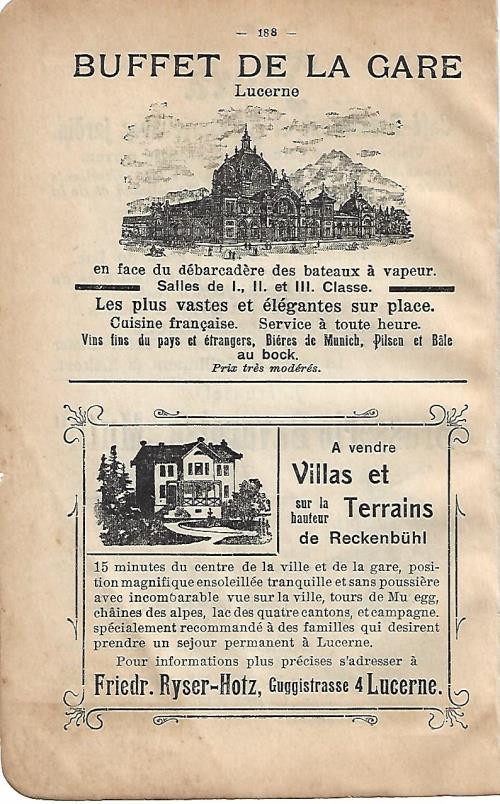 — 188 —
BUFFET DE LA GARE
Lucerne
en face du débarcadère des bateaux à vapeur.
Salles de I., II. et III. Classe.
Les plus vastes et élégantes sur place.
Cuisine française. Service à toute heure.
Vins fins du pays et étrangers, Biéres de Munich, Pilsen et Bâle
au bock.
Prix très modérés.
A vendre
Villas et
sur la
hauteur Terrains
de Reckenbühl
15 minutes du centre de la ville et de la gare, posi-
tion magnifique ensoleillée tranquille et sans poussière
avec incomparable vue sur la ville, tours de Mu egg,
châines des alpes, lac des quatre cantons, et campagne.
spécialement recommandé à des familles qui desirent
prendre un sejour permanent à Lucerne.
Pour informations plus précises s'adresser à
Friedr. Ryser-Hotz, Guggistrasse 4 Lucerne.